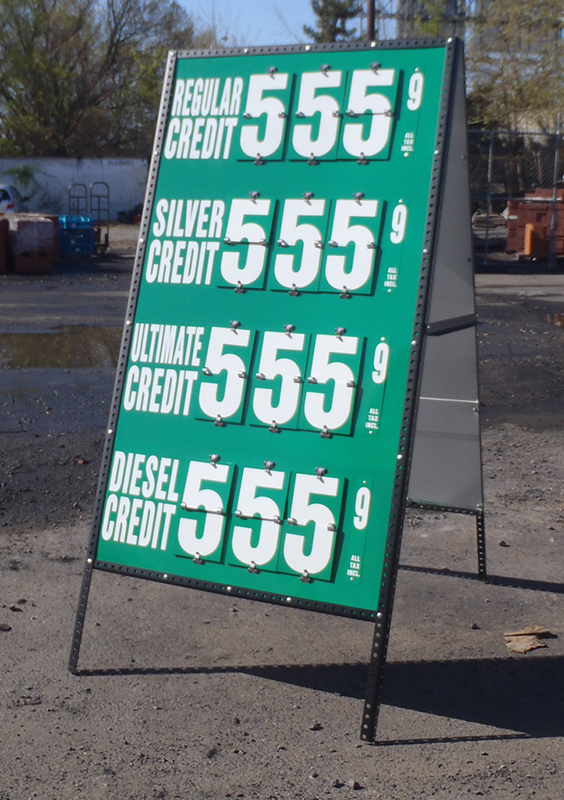 REGULAR
CREDIT
555 9
ALL
TAX
INCL.
SILVER
CREDIT
555 9
ALL
TAX
INCL.
ULTIMATE
CREDIT
555 9
ALL
TAX
INCL.
DIESEL
CREDIT
555 9
ALL
TAX
INCL.